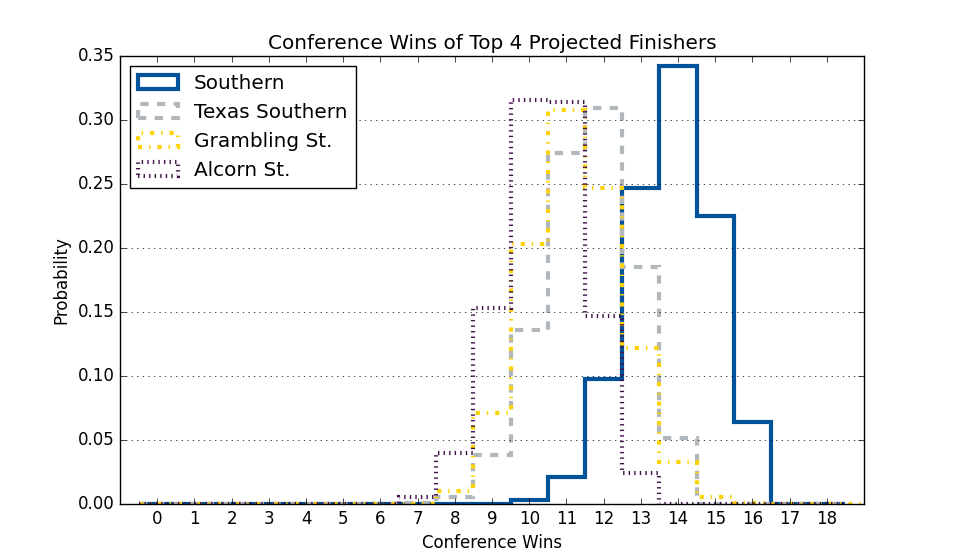 Conference Wins of Top 4 Projected Finishers
0.35
0.30
0.25
0.20
0.15
0.10
0.05
0.00
Probability
Southern
Texas Southern
Grambling St.
Alcorn St.
0 1 2 3 4 5 6 7 8 9 10 11 12 13 14 15 16 17 18
Conference Wins